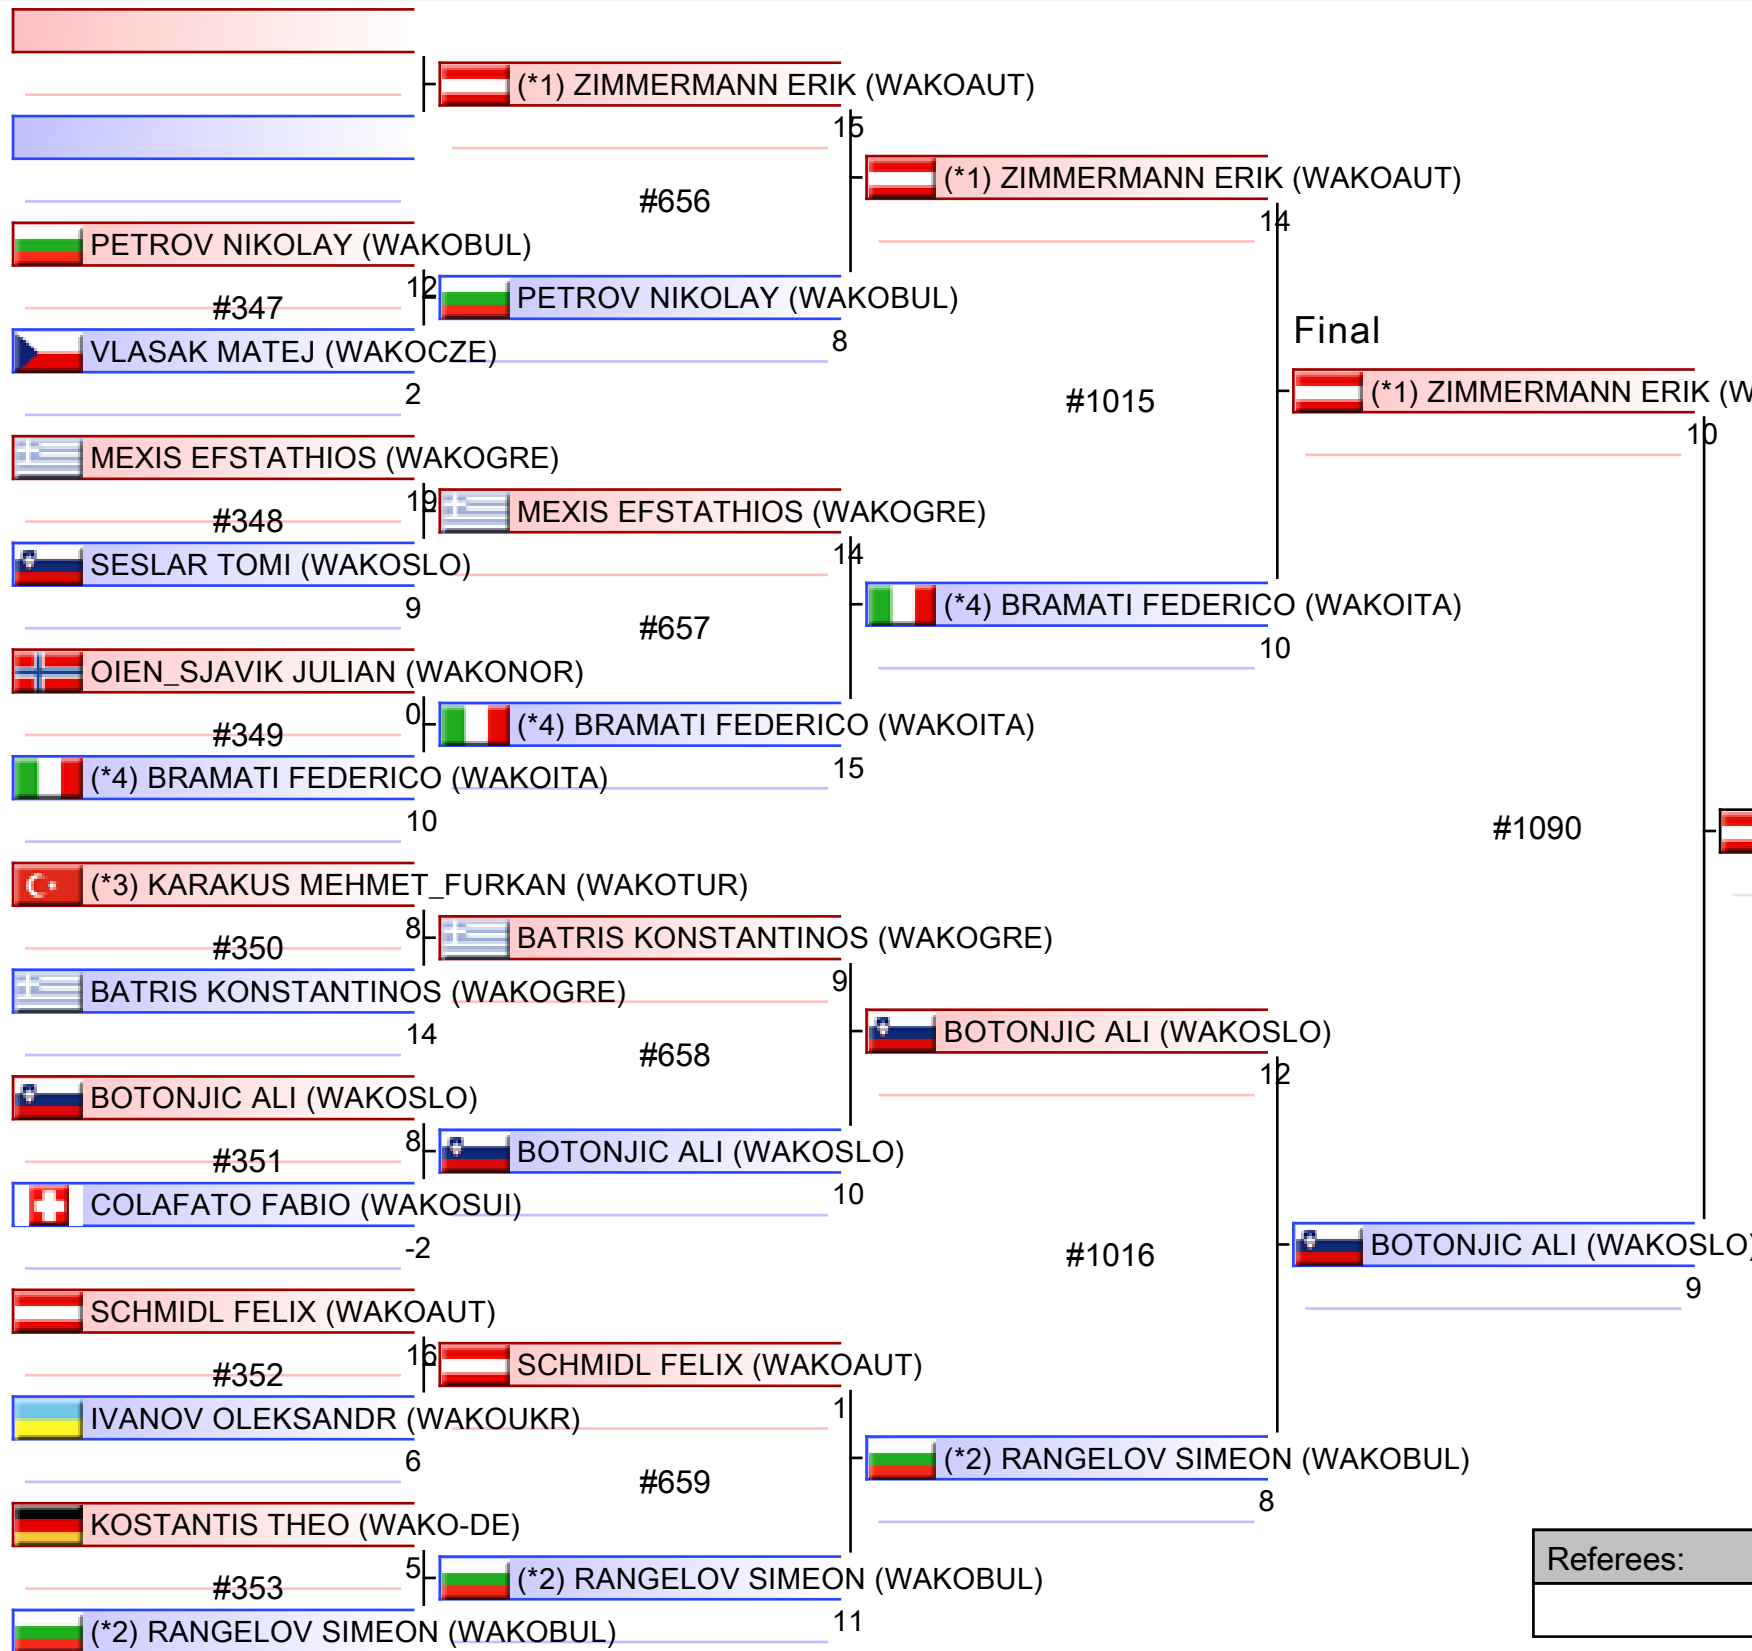 (*1) ZIMMERMANN ERIK (WAKOAUT)
15
#656
PETROV NIKOLAY (WAKOBUL)
12
#347
VLASAK MATEJ (WAKOCZE)
2
PETROV NIKOLAY (WAKOBUL)
8
(*1) ZIMMERMANN ERIK (WAKOAUT)
14
#1015
MEXIS EFSTATHIOS (WAKOGRE)
19
#348
SESLAR TOMI (WAKOSLO)
9
MEXIS EFSTATHIOS (WAKOGRE)
14
#657
OIEN_SJAVIK JULIAN (WAKONOR)
0
#349
(*4) BRAMATI FEDERICO (WAKOITA)
10
(*4) BRAMATI FEDERICO (WAKOITA)
15
(*4) BRAMATI FEDERICO (WAKOITA)
10
Final
(*1) ZIMMERMANN ERIK (W
10
#1090
(*3) KARAKUS MEHMET_FURKAN (WAKOTUR)
8
#350
BATRIS KONSTANTINOS (WAKOGRE)
14
BATRIS KONSTANTINOS (WAKOGRE)
9
#658
BOTONJIC ALI (WAKOSLO)
8
#351
COLAFATO FABIO (WAKOSUI)
-2
BOTONJIC ALI (WAKOSLO)
10
BOTONJIC ALI (WAKOSLO)
12
#1016
BOTONJIC ALI (WAKOSLO)
9
SCHMIDL FELIX (WAKOAUT)
16
#352
IVANOV OLEKSANDR (WAKOUKR)
6
SCHMIDL FELIX (WAKOAUT)
1
#659
KOSTANTIS THEO (WAKO-DE)
5
#353
(*2) RANGELOV SIMEON (WAKOBUL)
(*2) RANGELOV SIMEON (WAKOBUL)
11
(*2) RANGELOV SIMEON (WAKOBUL)
8
Referees: